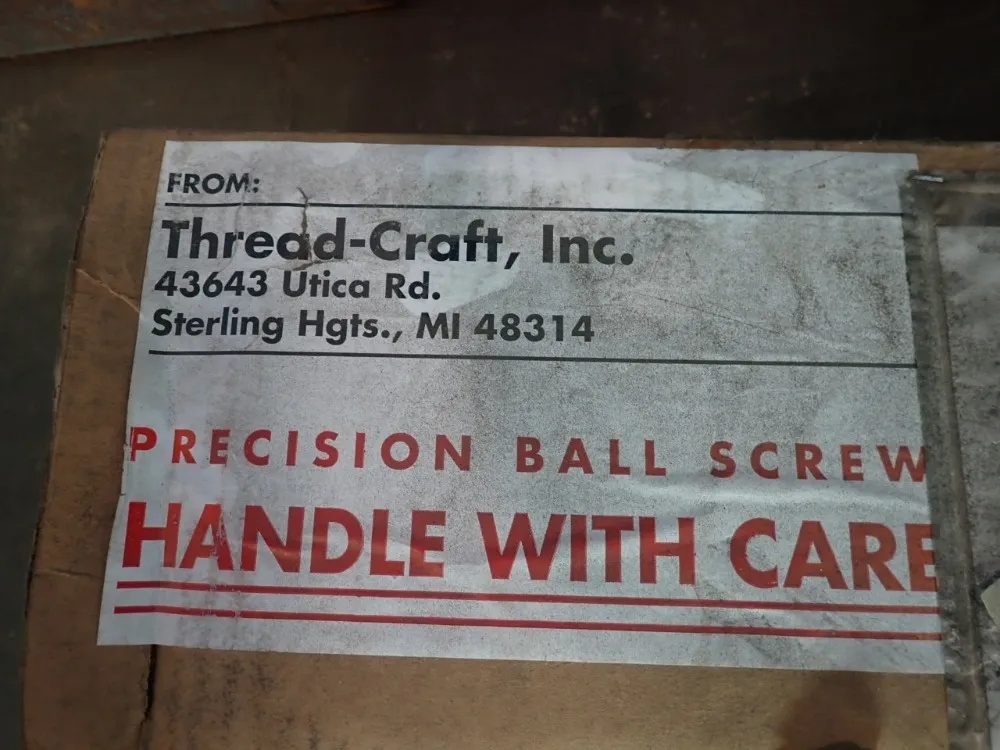 FROM:
Thread-Craft, Inc.
43643 Utica Rd.
Sterling Hgts., MI 48314
PRECISION BALL SCREW
HANDLE WITH CARE